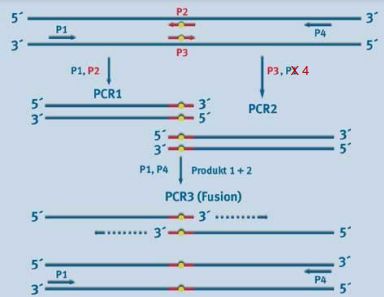 P2
5´ 3´
P1 P4
3´ 5´
P3
P1, P2 P3, PX 4
PCR1
5´ 3´ PCR2
3´ 5´
5´ 3´
3´ 5´
P1, P4 Produkt 1 + 2
PCR3 (Fusion)
5´ 3´
3´ 5´
5´ 3´
P1 P4
3´ 5´